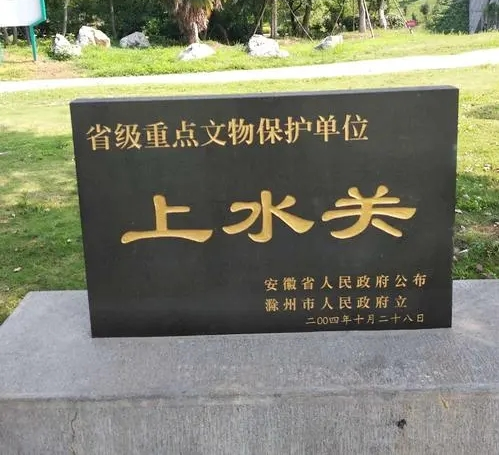 省级重点文物保护单位
上水关
安徽省人民政府公布
滁州市人民政府立
二00四年十月二十八日